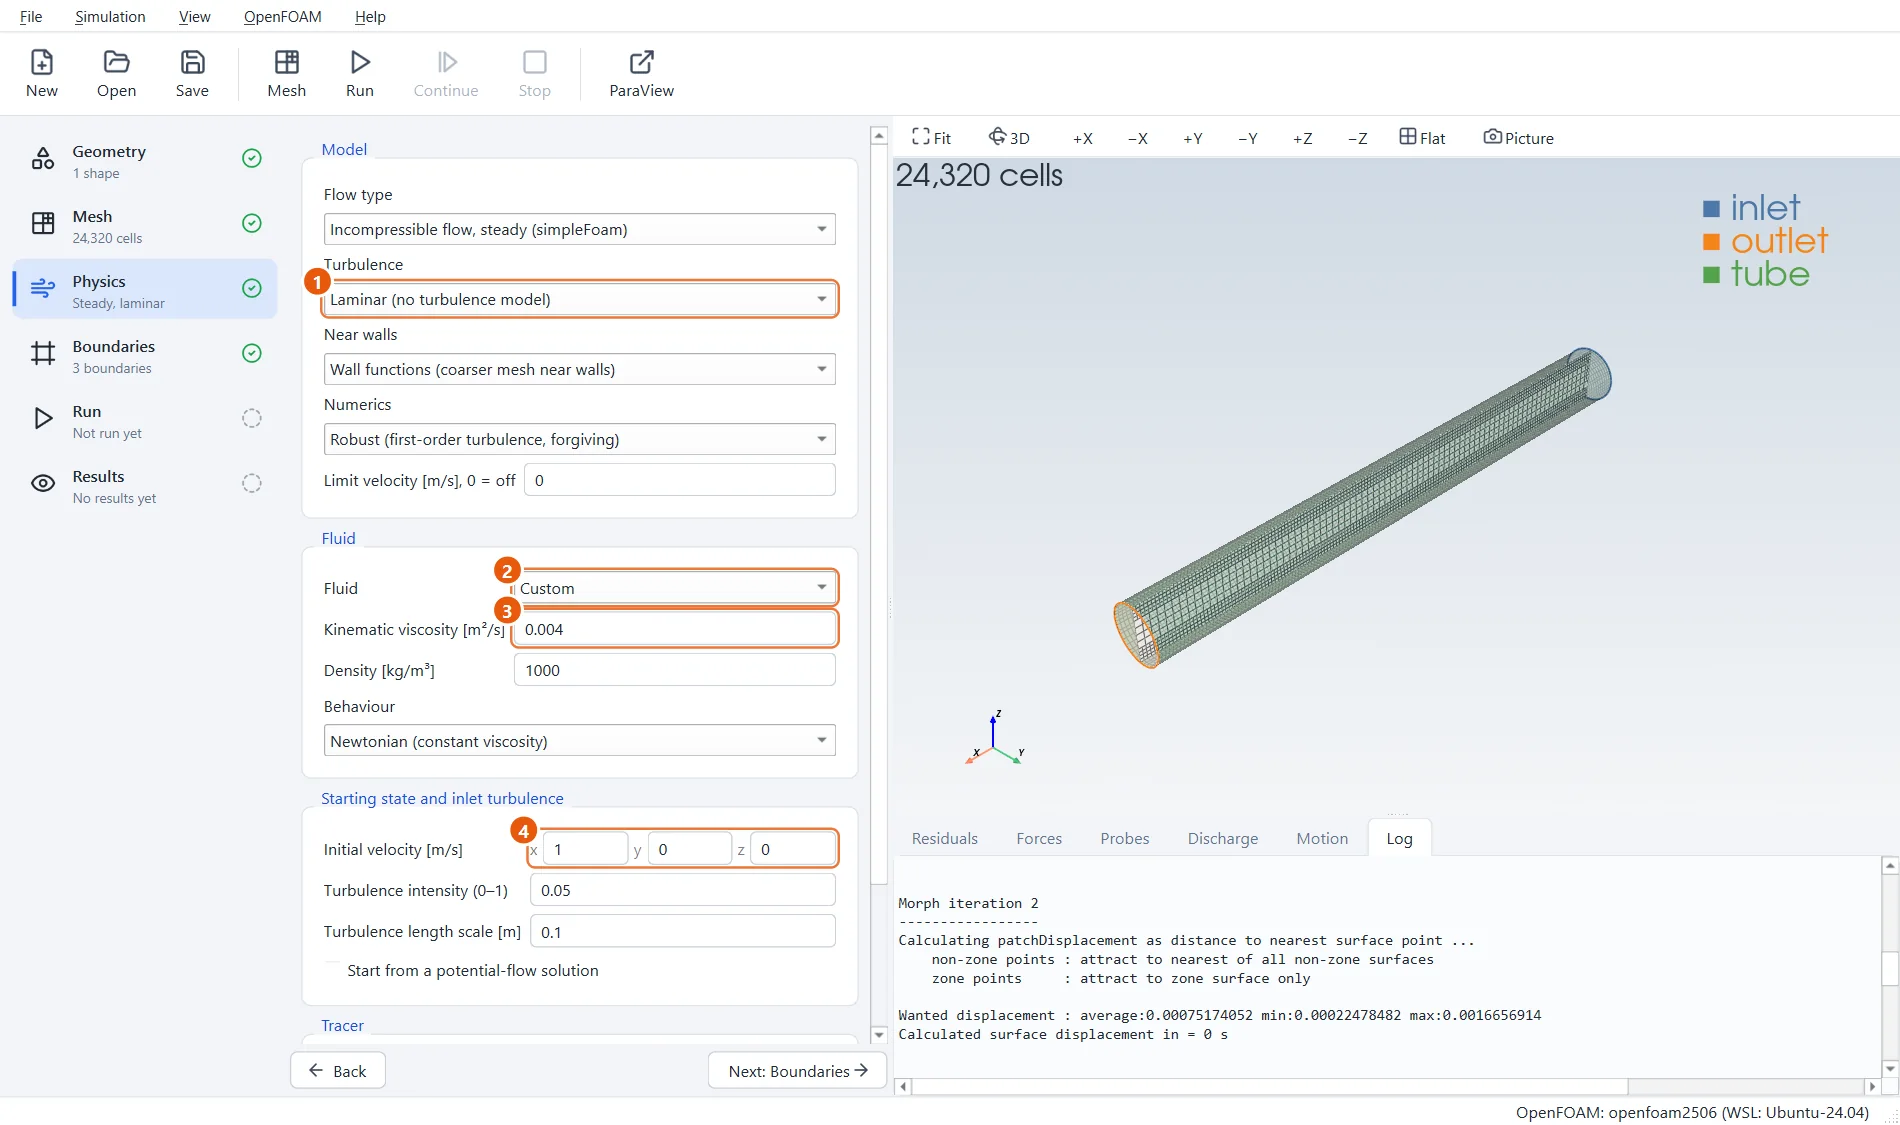 File Simulation View OpenFOAM Help
New Open Save Mesh Run Continue Stop ParaView
Geometry
1 shape
Mesh
24,320 cells
Physics
Steady, laminar
Boundaries
3 boundaries
Run
Not run yet
Results
No results yet
Model
Flow type
Incompressible flow, steady (simpleFoam)
Turbulence
1
Laminar (no turbulence model)
Near walls
Wall functions (coarser mesh near walls)
Numerics
Robust (first-order turbulence, forgiving)
Limit velocity [m/s], 0 = off 0
Fluid
2
Fluid Custom
3
Kinematic viscosity [m²/s] 0.004
Density [kg/m³] 1000
Behaviour
Newtonian (constant viscosity)
Starting state and inlet turbulence
4
Initial velocity [m/s] x 1 y 0 z 0
Turbulence intensity (0–1) 0.05
Turbulence length scale [m] 0.1
Start from a potential-flow solution
Tracer
Back Next: Boundaries
Fit 3D +X −X +Y −Y +Z −Z Flat Picture
24,320 cells
inlet
outlet
tube
Z
X Y
Residuals Forces Probes Discharge Motion Log
Morph iteration 2
-----------------
Calculating patchDisplacement as distance to nearest surface point ...
non-zone points : attract to nearest of all non-zone surfaces
zone points : attract to zone surface only
Wanted displacement : average:0.00075174052 min:0.00022478482 max:0.0016656914
Calculated surface displacement in = 0 s
OpenFOAM: openfoam2506 (WSL: Ubuntu-24.04)